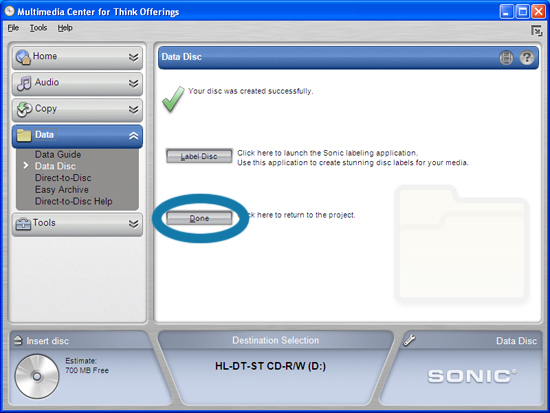 Multimedia Center for Think Offerings
File Tools Help
Home
Audio
Copy
Data
Data Guide
Data Disc
Direct-to-Disc
Easy Archive
Direct-to-Disc Help
Tools
Data Disc
Your disc was created successfully.
Label Disc
Click here to launch the Sonic labeling application.
Use this application to create stunning disc labels for your media.
Done
ick here to return to the project.
Insert disc
Estimate:
700 MB Free
Destination Selection
HL-DT-ST CD-R/W (D:)
Data Disc
SONIC